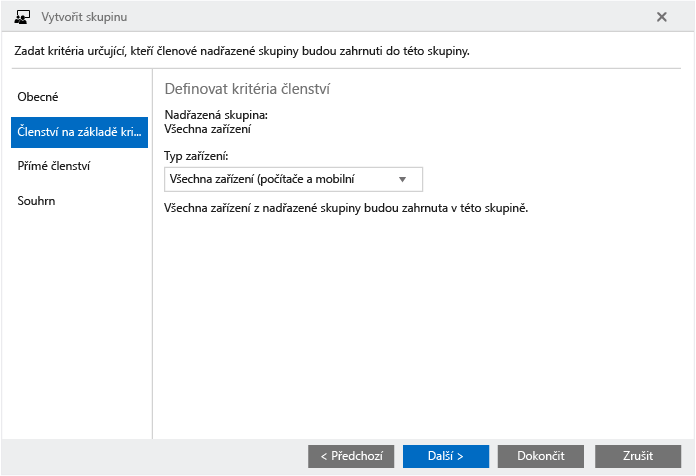 Vytvořit skupinu
Zadat kritéria určující, kteří členové nadřazené skupiny budou zahrnuti do této skupiny.
Obecné
Členství na základě kri...
Přímé členství
Souhrn
Definovat kritéria členství
Nadřazená skupina:
Všechna zařízení
Typ zařízení:
Všechna zařízení (počítače a mobilní
Všechna zařízení z nadřazené skupiny budou zahrnuta v této skupině.
< Předchozí
Další >
Dokončit
Zrušit